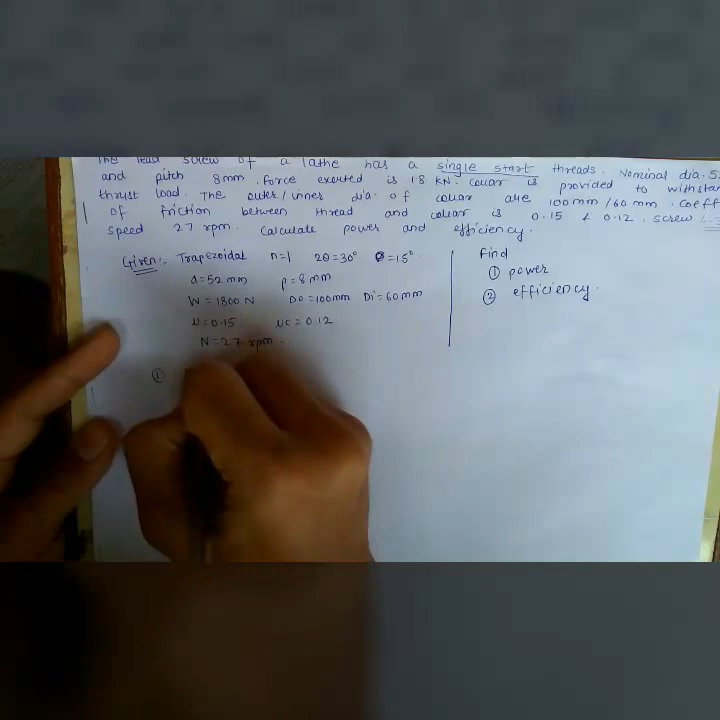 The lead screw of a lathe has a single start threads. Nominal dia. 5
and pitch 8mm. Force exerted is 1.8 KN. Collar is provided to withsta
thrust load. The outer/inner dia. of collar are 100mm/60mm. Coeff
of friction between thread and collar is 0.15 & 0.12. Screw
speed 27 rpm. Calculate power and efficiency.
Given:- Trapezoidal n=1 2θ=30° θ=15°
Find
① power
d=52 mm p=8mm
② efficiency.
W=1800 N Do=100mm Di=60mm
μ=0.15 μc=0.12
N=27 rpm.
①